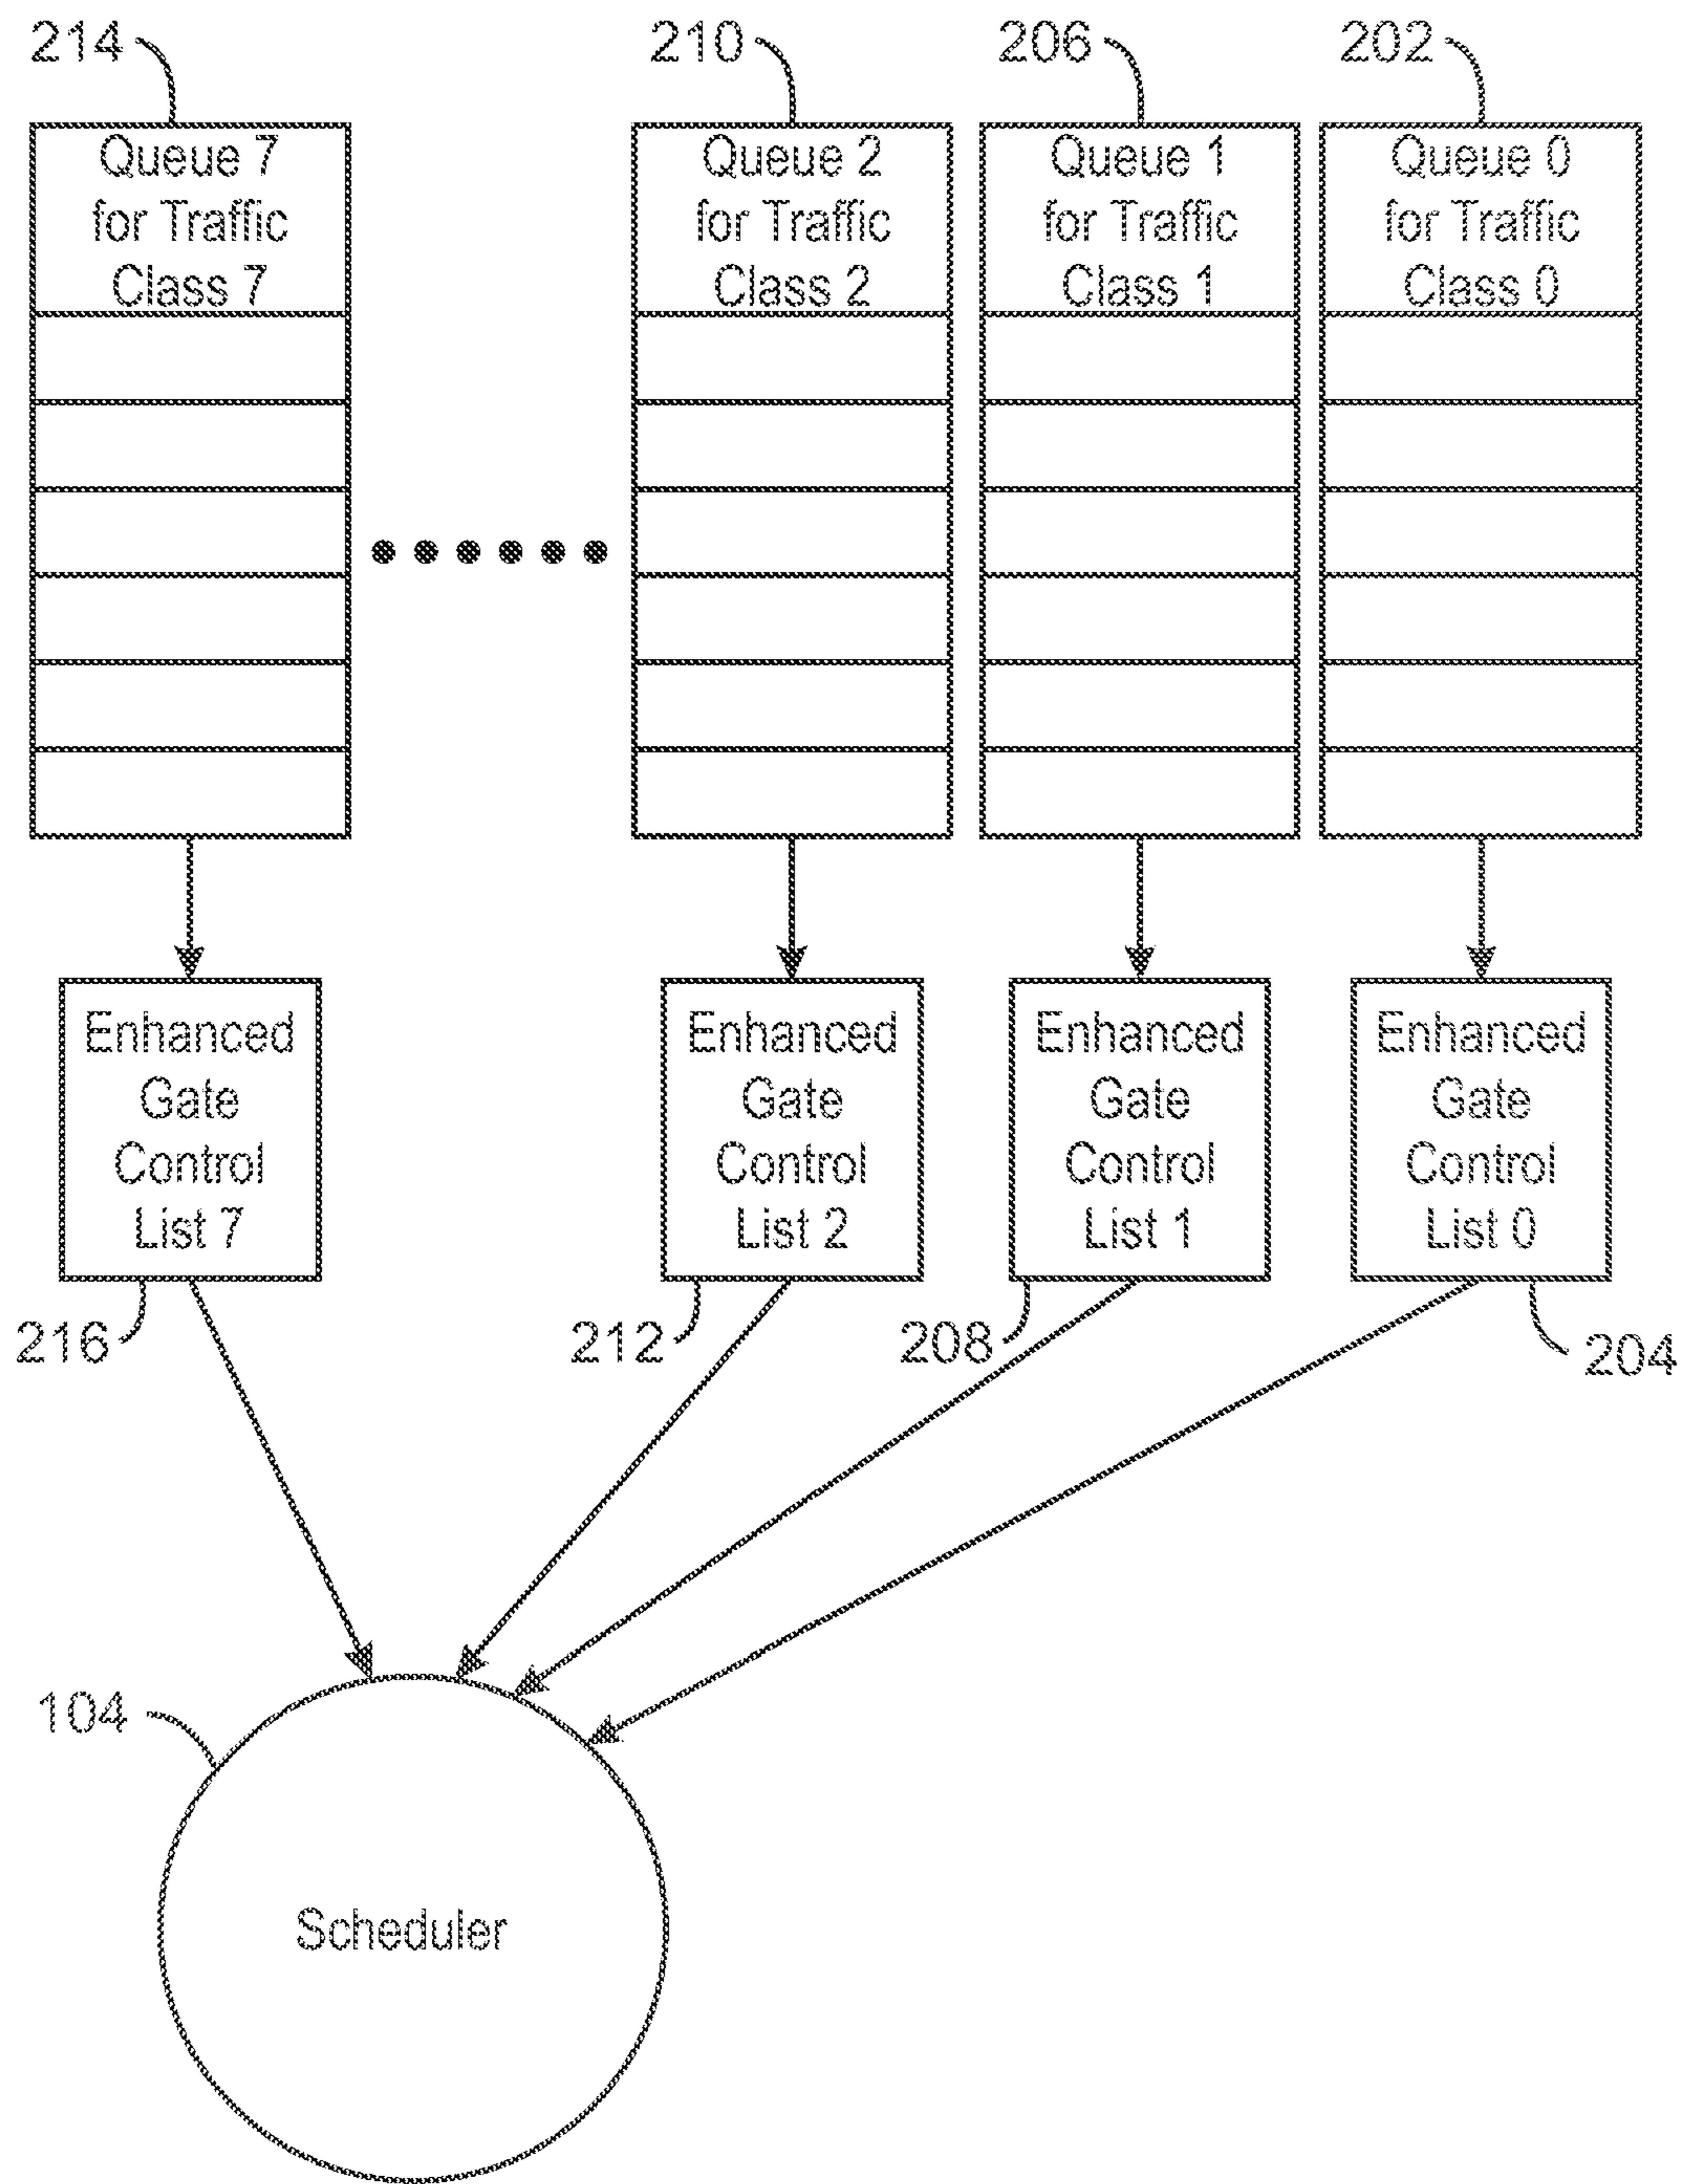 214
210
206
202
Queue 7
for Traffic
Class 7
Queue 2
for Traffic
Class 2
Queue 1
for Traffic
Class 1
Queue 0
for Traffic
Class 0
Enhanced
Gate
Control
List 7
Enhanced
Gate
Control
List 2
Enhanced
Gate
Control
List 1
Enhanced
Gate
Control
List 0
216
212
208
204
104
Scheduler